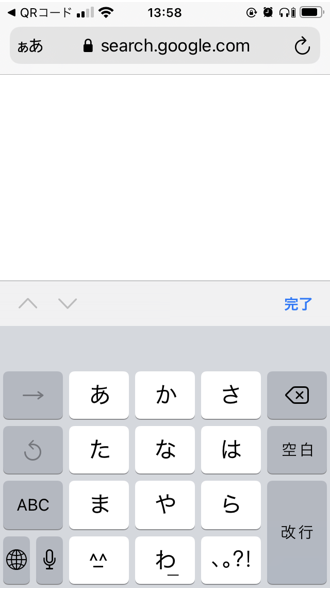 ◀ QRコード 13:58
ぁあ search.google.com
完了
→ あ か さ
た な は 空白
ABC ま や ら
改行
^^ わ_ 、。?!